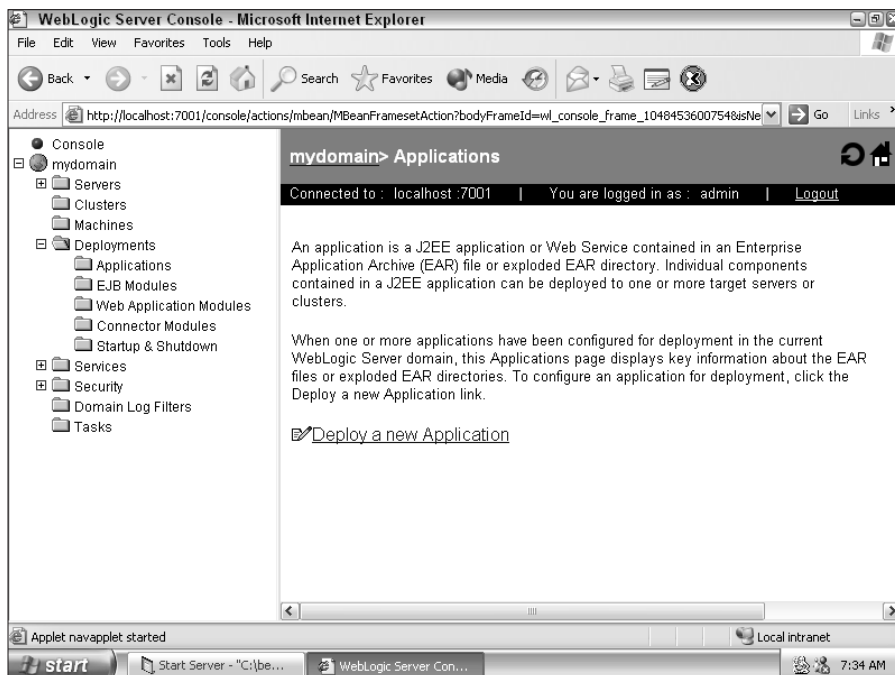 WebLogic Server Console - Microsoft Internet Explorer
File Edit View Favorites Tools Help
Back Search Favorites Media
Address http://localhost:7001/console/actions/mbean/MBeanFramesetAction?bodyFrameId=wl_console_frame_1048453600754&isNe Go Links
Console
mydomain
Servers
Clusters
Machines
Deployments
Applications
EJB Modules
Web Application Modules
Connector Modules
Startup & Shutdown
Services
Security
Domain Log Filters
Tasks
mydomain> Applications
Connected to : localhost :7001 | You are logged in as : admin | Logout
An application is a J2EE application or Web Service contained in an Enterprise
Application Archive (EAR) file or exploded EAR directory. Individual components
contained in a J2EE application can be deployed to one or more target servers or
clusters.
When one or more applications have been configured for deployment in the current
WebLogic Server domain, this Applications page displays key information about the EAR
files or exploded EAR directories. To configure an application for deployment, click the
Deploy a new Application link.
Deploy a new Application
Applet navapplet started
Local intranet
start
Start Server - "C:\be...
WebLogic Server Con...
7:34 AM